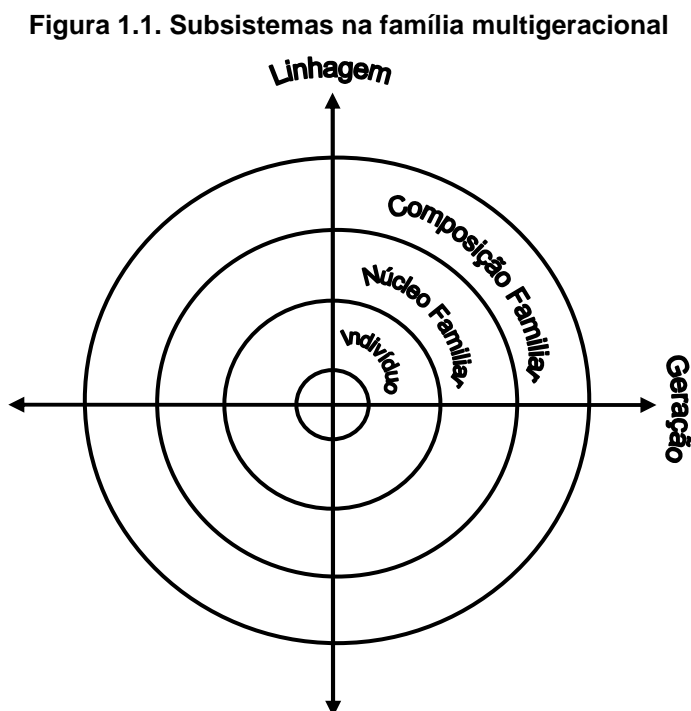 Figura 1.1. Subsistemas na família multigeracional
Linhagem
Composição Familiar
Núcleo Familiar
Indivíduo
Geração